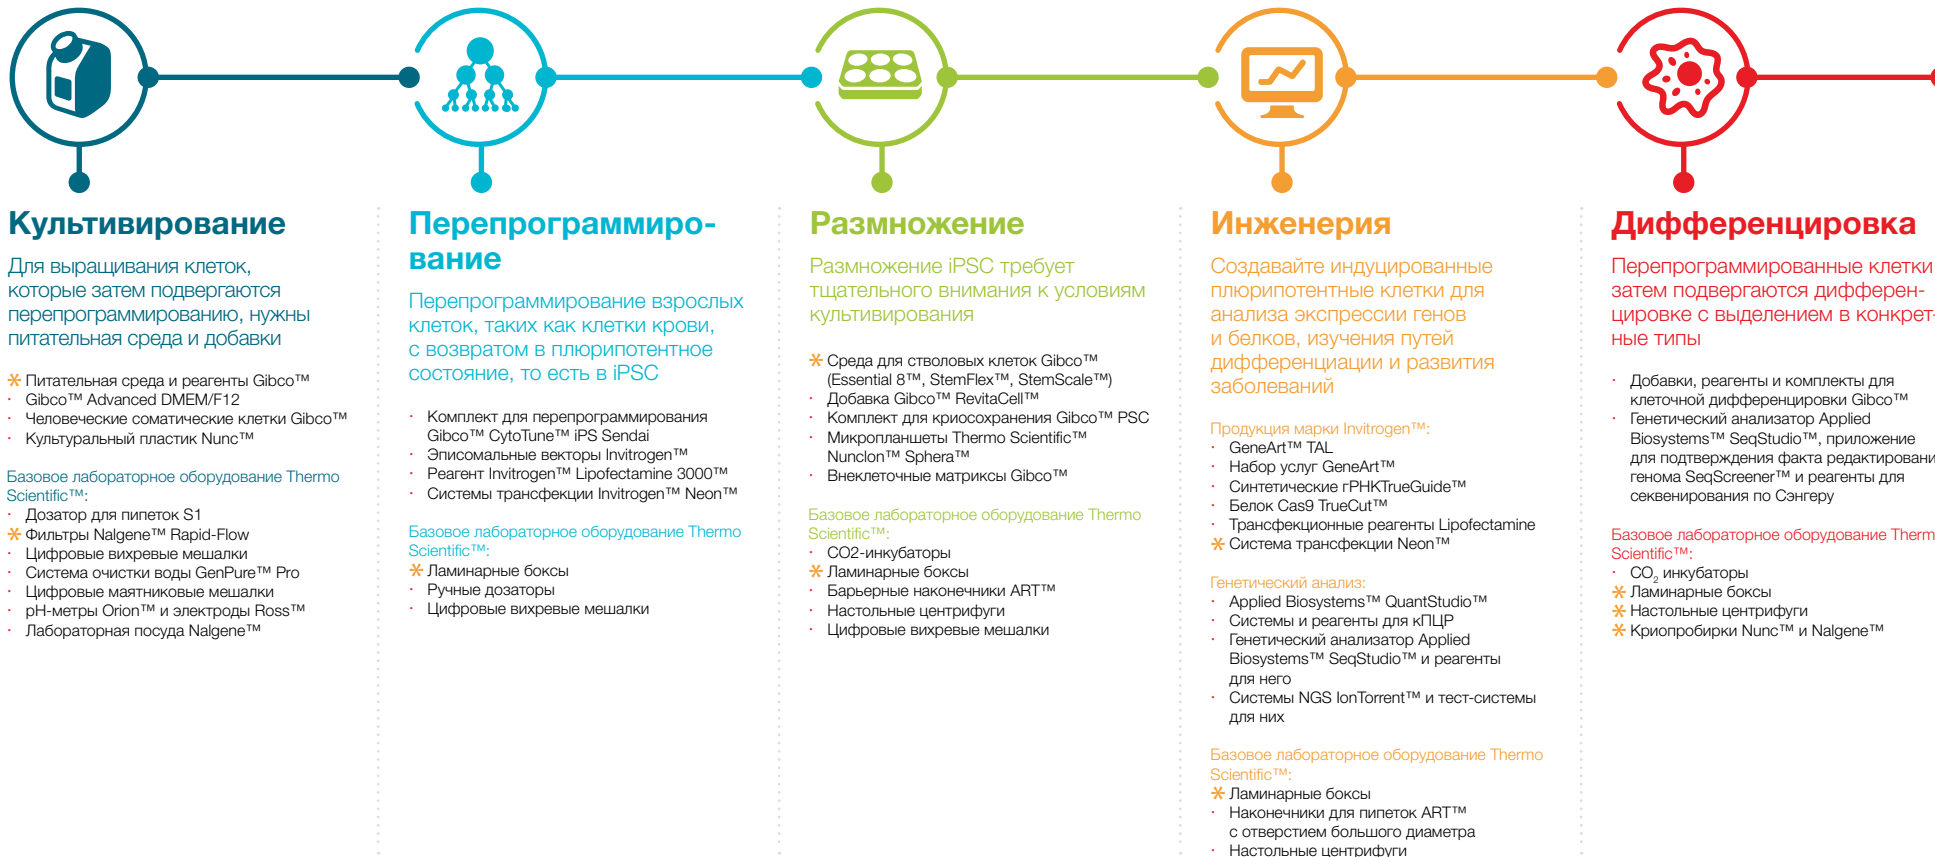 Культивирование
Для выращивания клеток,
которые затем подвергаются
перепрограммированию, нужны
питательная среда и добавки
* Питательная среда и реагенты Gibco™
· Gibco™ Advanced DMEM/F12
· Человеческие соматические клетки Gibco™
· Культуральный пластик Nunc™
Базовое лабораторное оборудование Thermo
Scientific™:
· Дозатор для пипеток S1
* Фильтры Nalgene™ Rapid-Flow
· Цифровые вихревые мешалки
· Система очистки воды GenPure™ Pro
· Цифровые маятниковые мешалки
· pH-метры Orion™ и электроды Ross™
· Лабораторная посуда Nalgene™
Перепрограммиро-
вание
Перепрограммирование взрослых
клеток, таких как клетки крови,
с возвратом в плюрипотентное
состояние, то есть в iPSC
· Комплект для перепрограммирования
Gibco™ CytoTune™ iPS Sendai
· Эписомальные векторы Invitrogen™
· Реагент Invitrogen™ Lipofectamine 3000™
· Системы трансфекции Invitrogen™ Neon™
Базовое лабораторное оборудование Thermo
Scientific™:
* Ламинарные боксы
· Ручные дозаторы
· Цифровые вихревые мешалки
Размножение
Размножение iPSC требует
тщательного внимания к условиям
культивирования
* Среда для стволовых клеток Gibco™
(Essential 8™, StemFlex™, StemScale™)
· Добавка Gibco™ RevitaCell™
· Комплект для криосохранения Gibco™ PSC
· Микропланшеты Thermo Scientific™
Nunclon™ Sphera™
· Внеклеточные матриксы Gibco™
Базовое лабораторное оборудование Thermo
Scientific™:
· CO2-инкубаторы
* Ламинарные боксы
· Барьерные наконечники ART™
· Настольные центрифуги
· Цифровые вихревые мешалки
Инженерия
Создавайте индуцированные
плюрипотентные клетки для
анализа экспрессии генов
и белков, изучения путей
дифференциации и развития
заболеваний
Продукция марки Invitrogen™:
· GeneArt™ TAL
· Набор услуг GeneArt™
· Синтетические гРНКTrueGuide™
· Белок Cas9 TrueCut™
· Трансфекционные реагенты Lipofectamine
* Система трансфекции Neon™
Генетический анализ:
· Applied Biosystems™ QuantStudio™
· Системы и реагенты для кПЦР
· Генетический анализатор Applied
Biosystems™ SeqStudio™ и реагенты
для него
· Системы NGS IonTorrent™ и тест-системы
для них
Базовое лабораторное оборудование Thermo
Scientific™:
* Ламинарные боксы
· Наконечники для пипеток ART™
с отверстием большого диаметра
· Настольные центрифуги
Дифференцировка
Перепрограммированные клетки
затем подвергаются дифферен-
цировке с выделением в конкрет-
ные типы
· Добавки, реагенты и комплекты для
клеточной дифференцировки Gibco™
· Генетический анализатор Applied
Biosystems™ SeqStudio™, приложение
для подтверждения факта редактировани
генома SeqScreener™ и реагенты для
секвенирования по Сэнгеру
Базовое лабораторное оборудование Therm
Scientific™:
· CO₂ инкубаторы
* Ламинарные боксы
* Настольные центрифуги
* Криопробирки Nunc™ и Nalgene™